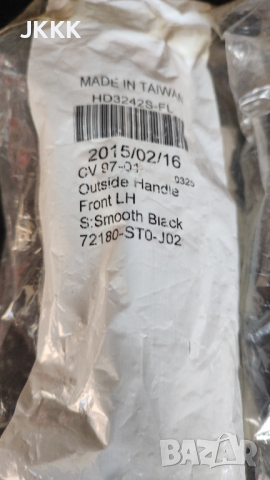 JKKK
MADE IN TAIWAN
HD3242S-FL
2015/02/16
CV 97-01
0325
Outside Handle
Front LH
S:Smooth Black
72180-ST0-J02
BAZAR.BG